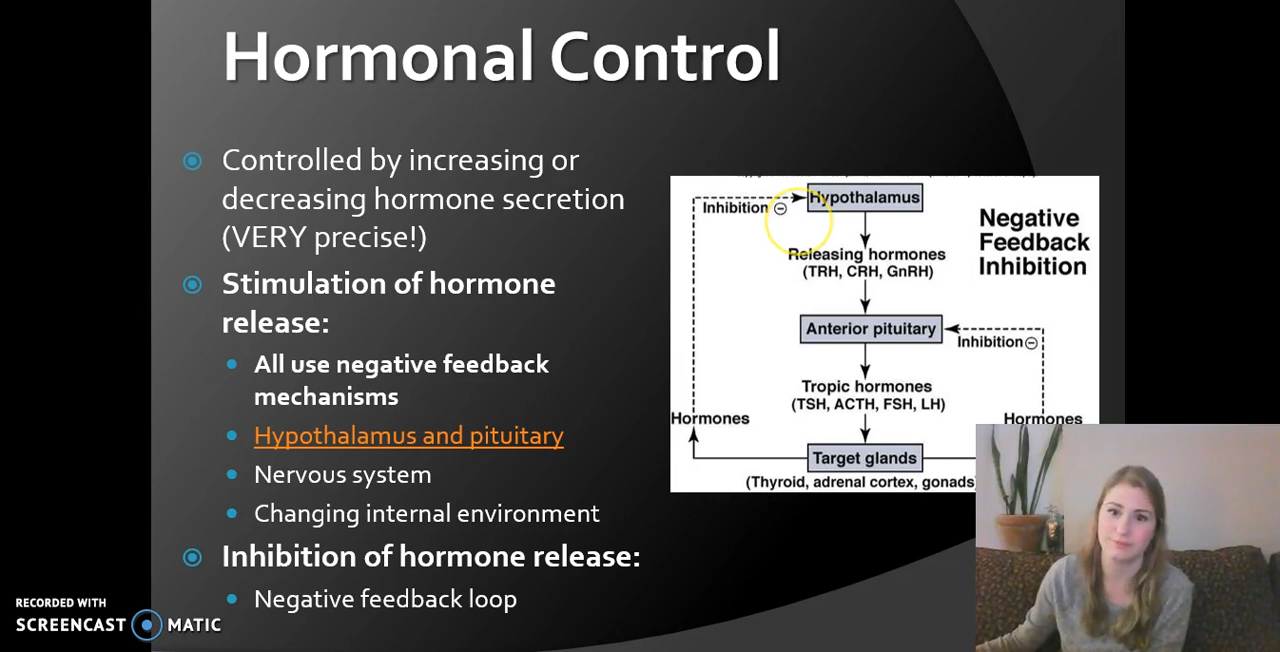 Hormonal Control
Controlled by increasing or
decreasing hormone secretion
(VERY precise!)
Stimulation of hormone
release:
All use negative feedback
mechanisms
Hypothalamus and pituitary
Nervous system
Changing internal environment
Inhibition of hormone release:
Negative feedback loop
Hypothalamus
Inhibition ⊖
Negative
Feedback
Inhibition
Releasing hormones
(TRH, CRH, GnRH)
Anterior pituitary
Inhibition ⊖
Tropic hormones
(TSH, ACTH, FSH, LH)
Hormones
Hormones
Target glands
(Thyroid, adrenal cortex, gonads)
RECORDED WITH
SCREENCAST MATIC